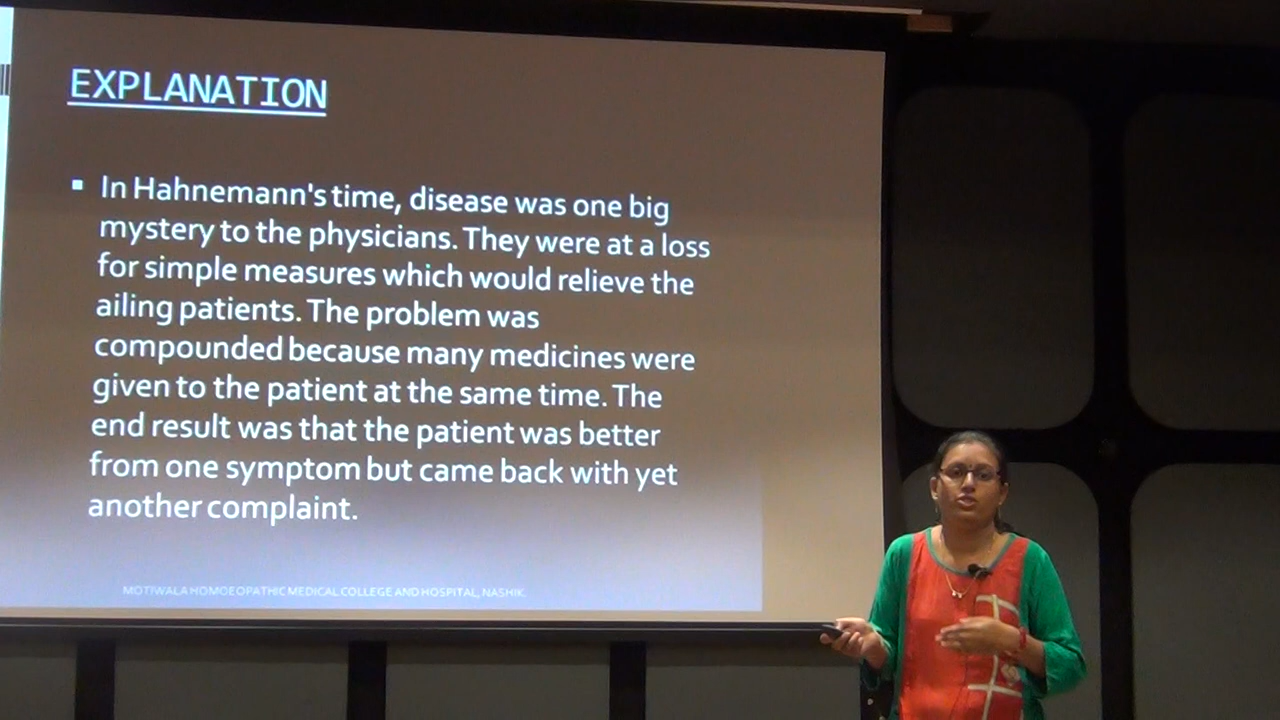 EXPLANATION
In Hahnemann's time, disease was one big
mystery to the physicians. They were at a loss
for simple measures which would relieve the
ailing patients. The problem was
compounded because many medicines were
given to the patient at the same time. The
end result was that the patient was better
from one symptom but came back with yet
another complaint.
MOTIWALA HOMOEOPATHIC MEDICAL COLLEGE AND HOSPITAL, NASHIK.